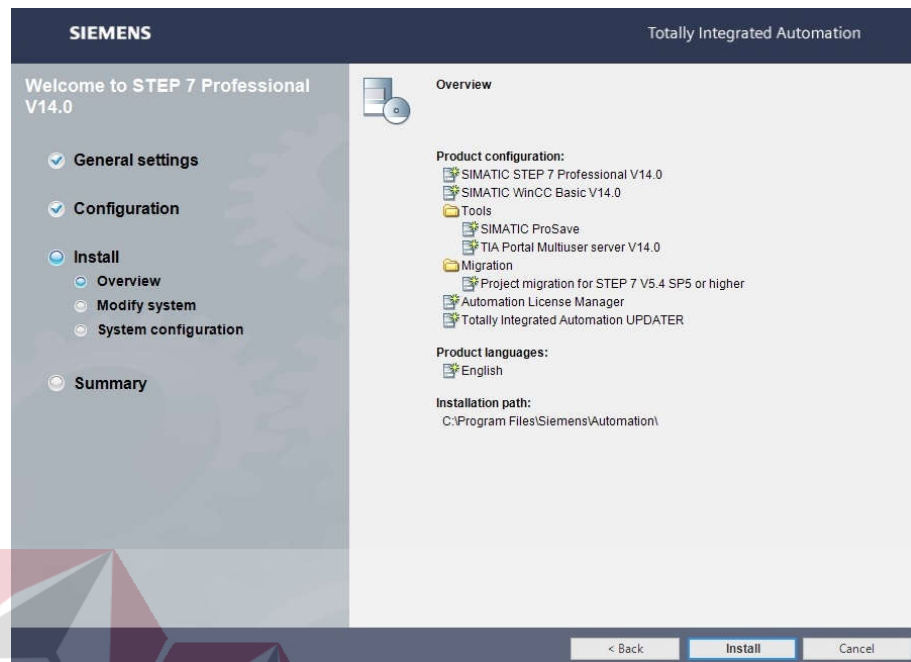 SIEMENS
Totally Integrated Automation
Welcome to STEP 7 Professional
V14.0
General settings
Configuration
Install
Overview
Modify system
System configuration
Summary
Overview
Product configuration:
SIMATIC STEP 7 Professional V14.0
SIMATIC WinCC Basic V14.0
Tools
SIMATIC ProSave
TIA Portal Multiuser server V14.0
Migration
Project migration for STEP 7 V5.4 SP5 or higher
Automation License Manager
Totally Integrated Automation UPDATER
Product languages:
English
Installation path:
C:\Program Files\Siemens\Automation\
< Back
Install
Cancel